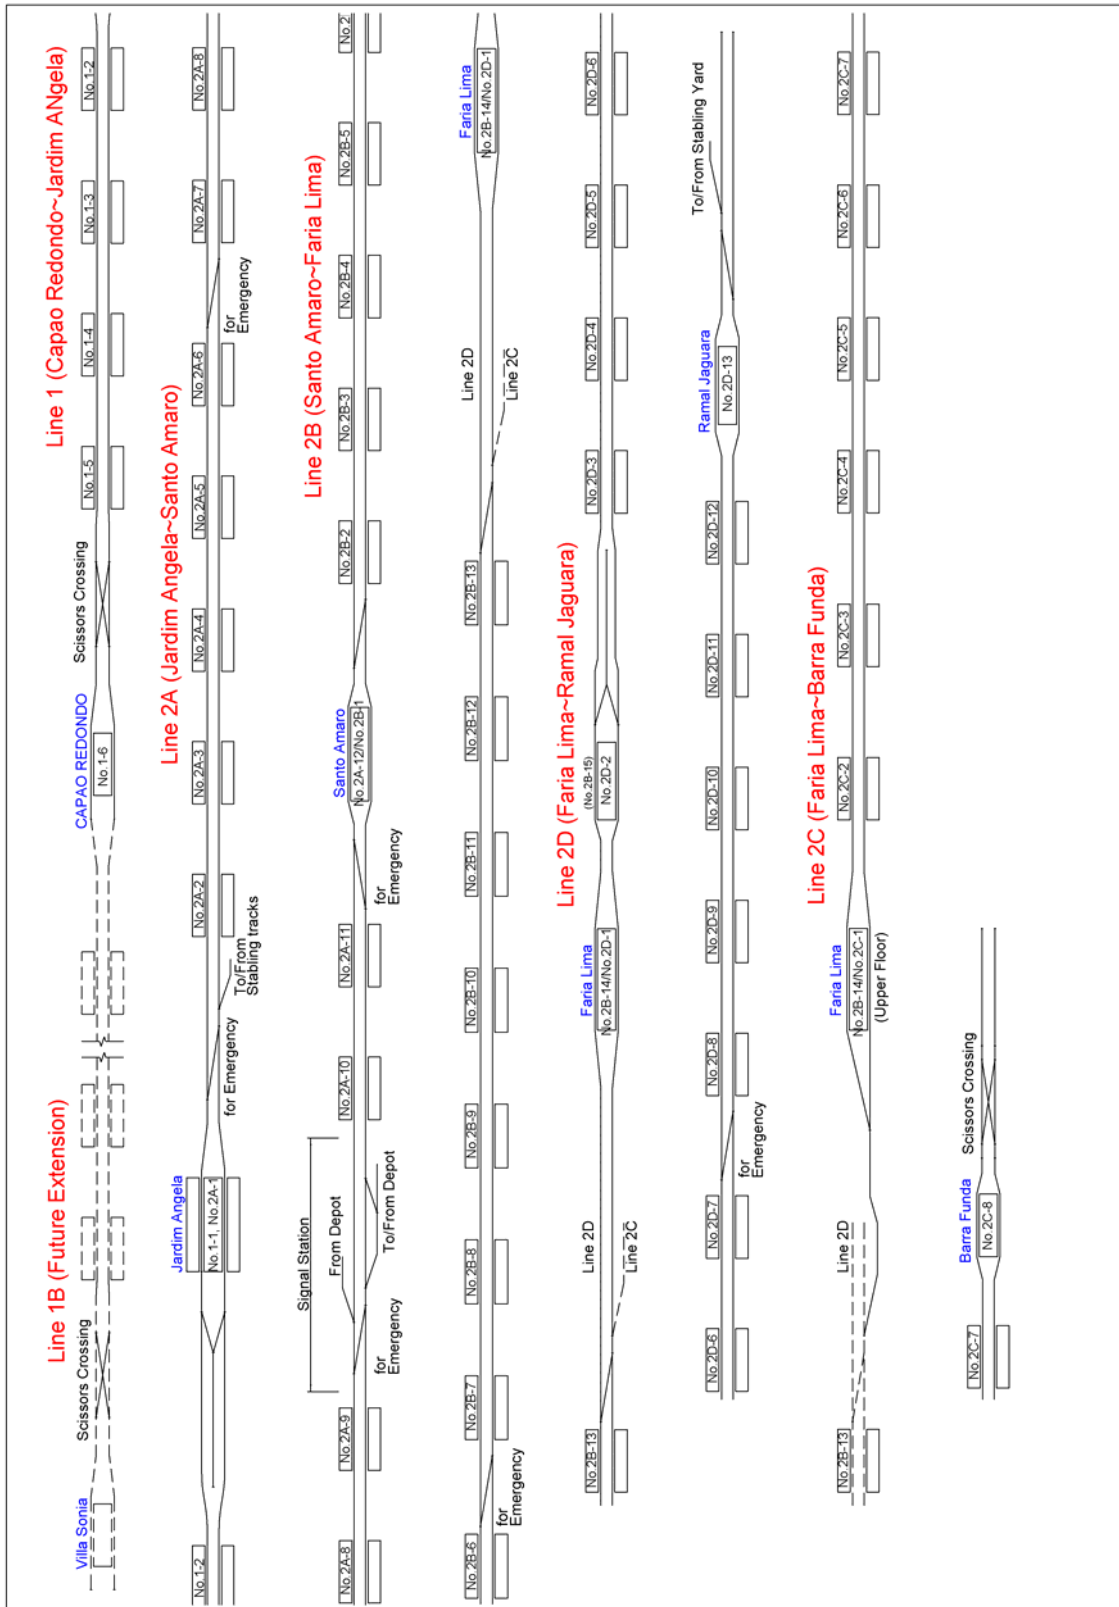 Line 1B (Future Extension)
Line 1 (Capao Redondo~Jardim ANgela)
Villa Sonia
Scissors Crossing
CAPAO REDONDO
No.1-6
Scissors Crossing
No.1-5
No.1-4
No.1-3
No.1-2
Line 2A (Jardim Angela~Santo Amaro)
No.1-2
Jardim Angela
No.1-1, No.2A-1
for Emergency
To/From
Stabling tracks
No.2A-2
No.2A-3
No.2A-4
No.2A-5
No.2A-6
for
Emergency
No.2A-7
No.2A-8
Line 2B (Santo Amaro~Faria Lima)
No.2A-8
No.2A-9
Signal Station
From Depot
for
Emergency
To/From Depot
No.2A-10
No.2A-11
for
Emergency
Santo Amaro
No.2A-12/No.2B-1
No.2B-2
No.2B-3
No.2B-4
No.2B-5
No.2
No.2B-6
for
Emergency
No.2B-7
No.2B-8
No.2B-9
No.2B-10
No.2B-11
No.2B-12
No.2B-13
Line 2D
Line 2C
Faria Lima
No.2B-14/No.2D-1
Line 2D (Faria Lima~Ramal Jaguara)
No.2B-13
Line 2D
Line 2C
Faria Lima
No.2B-14/No.2D-1
(No.2B-15)
No.2D-2
No.2D-3
No.2D-4
No.2D-5
No.2D-6
No.2D-6
No.2D-7
for
Emergency
No.2D-8
No.2D-9
No.2D-10
No.2D-11
No.2D-12
Ramal Jaguara
No.2D-13
To/From Stabling Yard
Line 2C (Faria Lima~Barra Funda)
No.2B-13
Line 2D
Faria Lima
No.2B-14/No.2C-1
(Upper Floor)
No.2C-2
No.2C-3
No.2C-4
No.2C-5
No.2C-6
No.2C-7
No.2C-7
Barra Funda
No.2C-8
Scissors Crossing